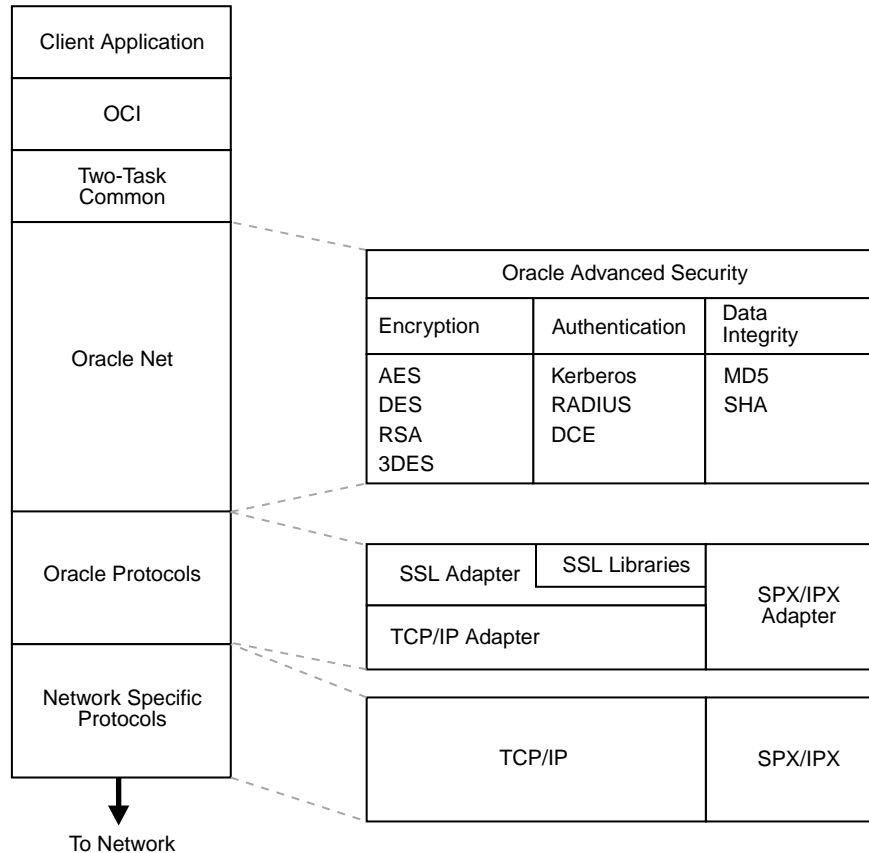 Client Application
OCI
Two-Task
Common
Oracle Net
Oracle Protocols
Network Specific
Protocols
To Network
Oracle Advanced Security
Encryption
Authentication
Data
Integrity
AES
DES
RSA
3DES
Kerberos
RADIUS
DCE
MD5
SHA
SSL Adapter
SSL Libraries
SPX/IPX
Adapter
TCP/IP Adapter
TCP/IP
SPX/IPX